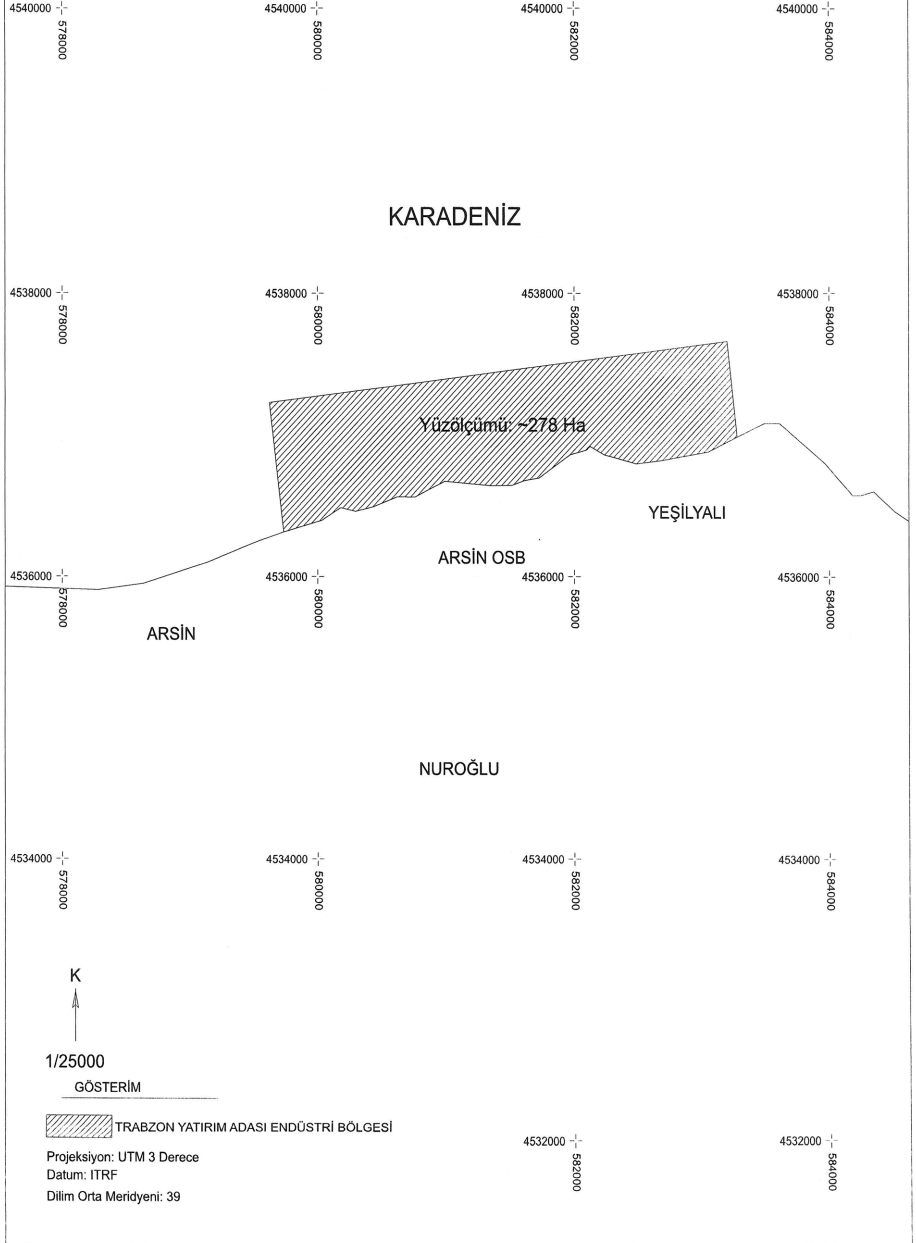 4540000 4540000 4540000 4540000
578000 580000 582000 584000
KARADENİZ
4538000 4538000 4538000 4538000
578000 580000 582000 584000
Yüzölçümü: ~278 Ha
YEŞİLYALI
ARSİN OSB
4536000 4536000 4536000 4536000
578000 580000 582000 584000
ARSİN
NUROĞLU
4534000 4534000 4534000 4534000
578000 580000 582000 584000
K
1/25000
GÖSTERİM
TRABZON YATIRIM ADASI ENDÜSTRİ BÖLGESİ
4532000 4532000
582000 584000
Projeksiyon: UTM 3 Derece
Datum: ITRF
Dilim Orta Meridyeni: 39